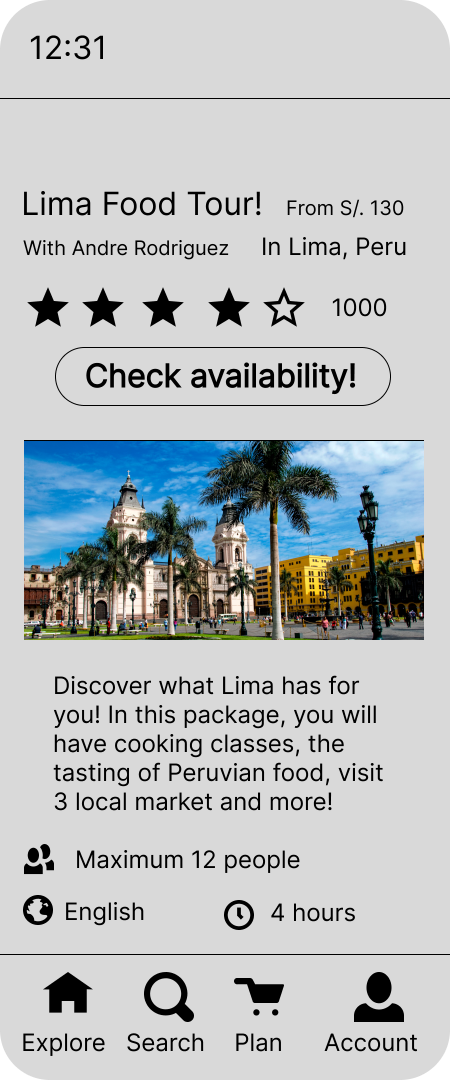 12:31
Lima Food Tour! From S/. 130
With Andre Rodriguez In Lima, Peru
1000
Check availability!
Discover what Lima has for
you! In this package, you will
have cooking classes, the
tasting of Peruvian food, visit
3 local market and more!
Maximum 12 people
English 4 hours
Explore Search Plan Account